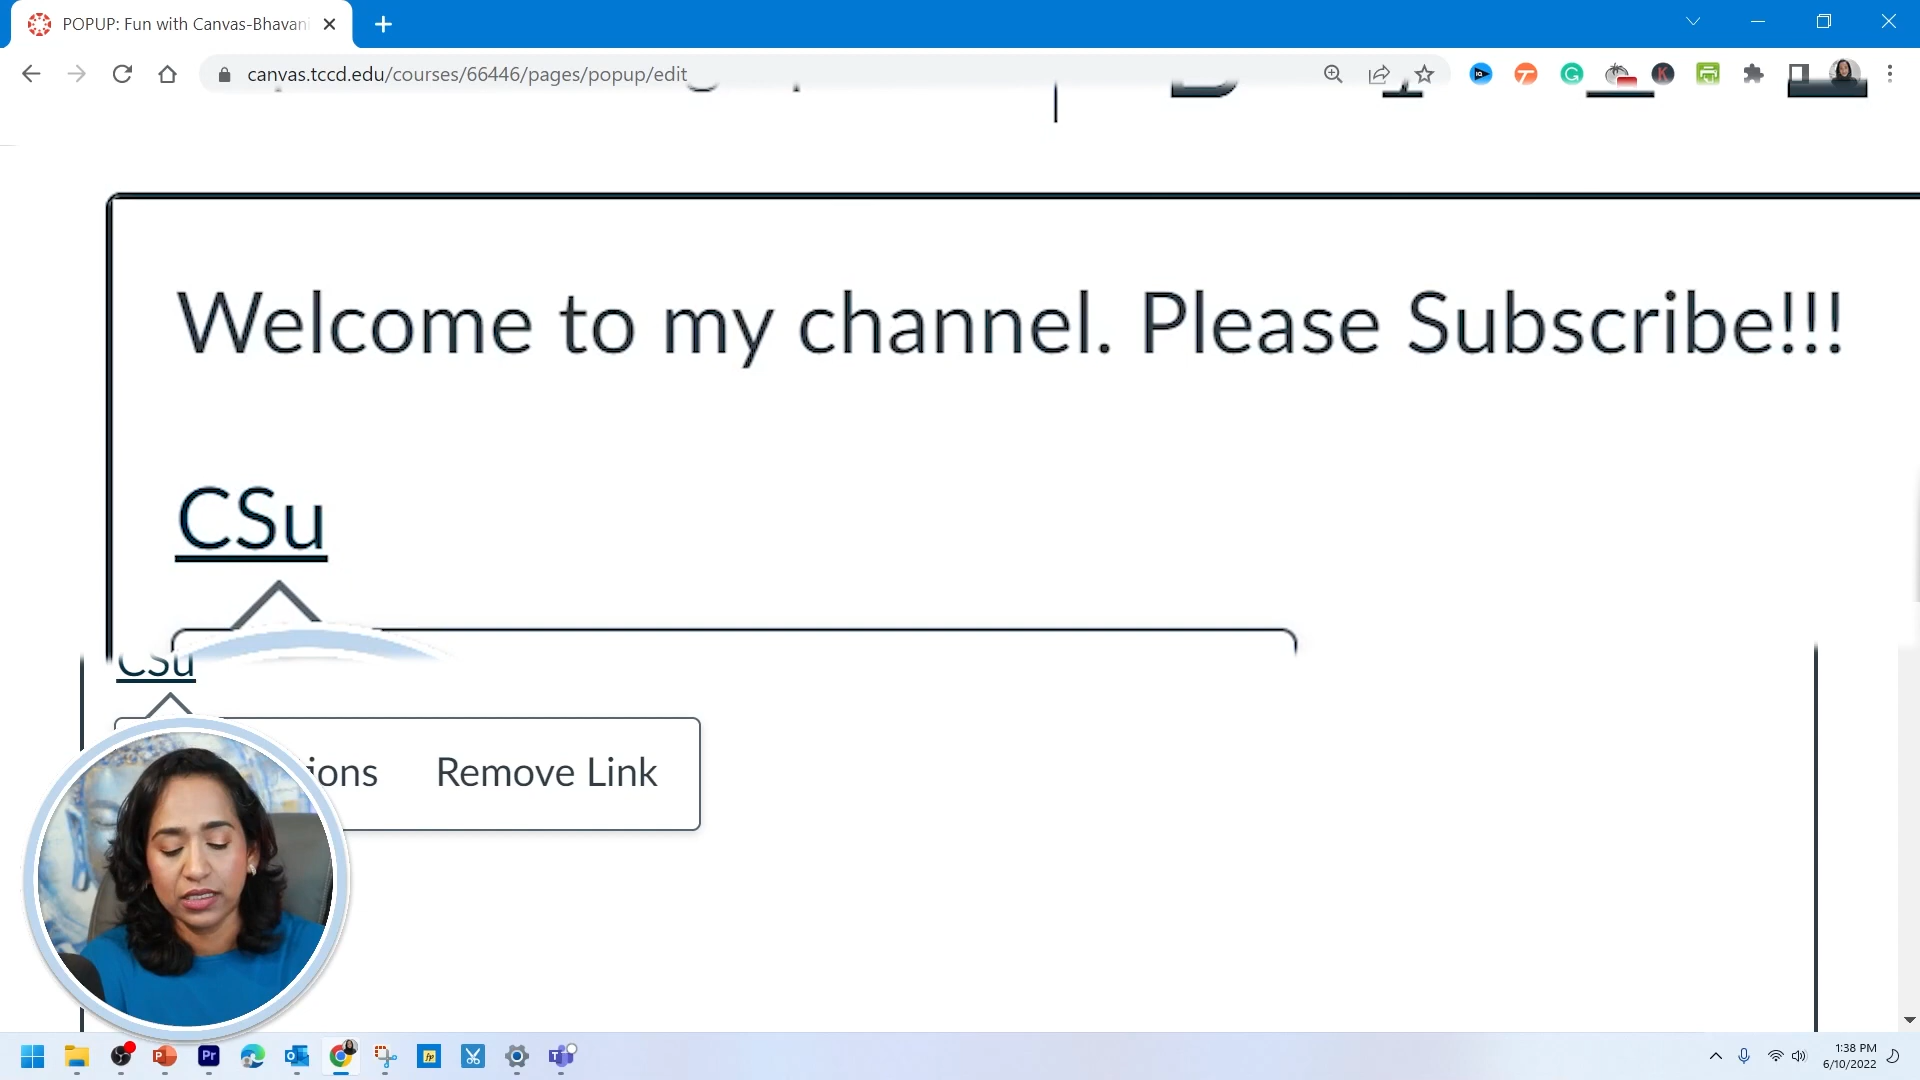 POPUP: Fun with Canvas-Bhavani
canvas.tccd.edu/courses/66446/pages/popup/edit
Welcome to my channel. Please Subscribe!!!
CSu
CSu
ions Remove Link
1:38 PM
6/10/2022